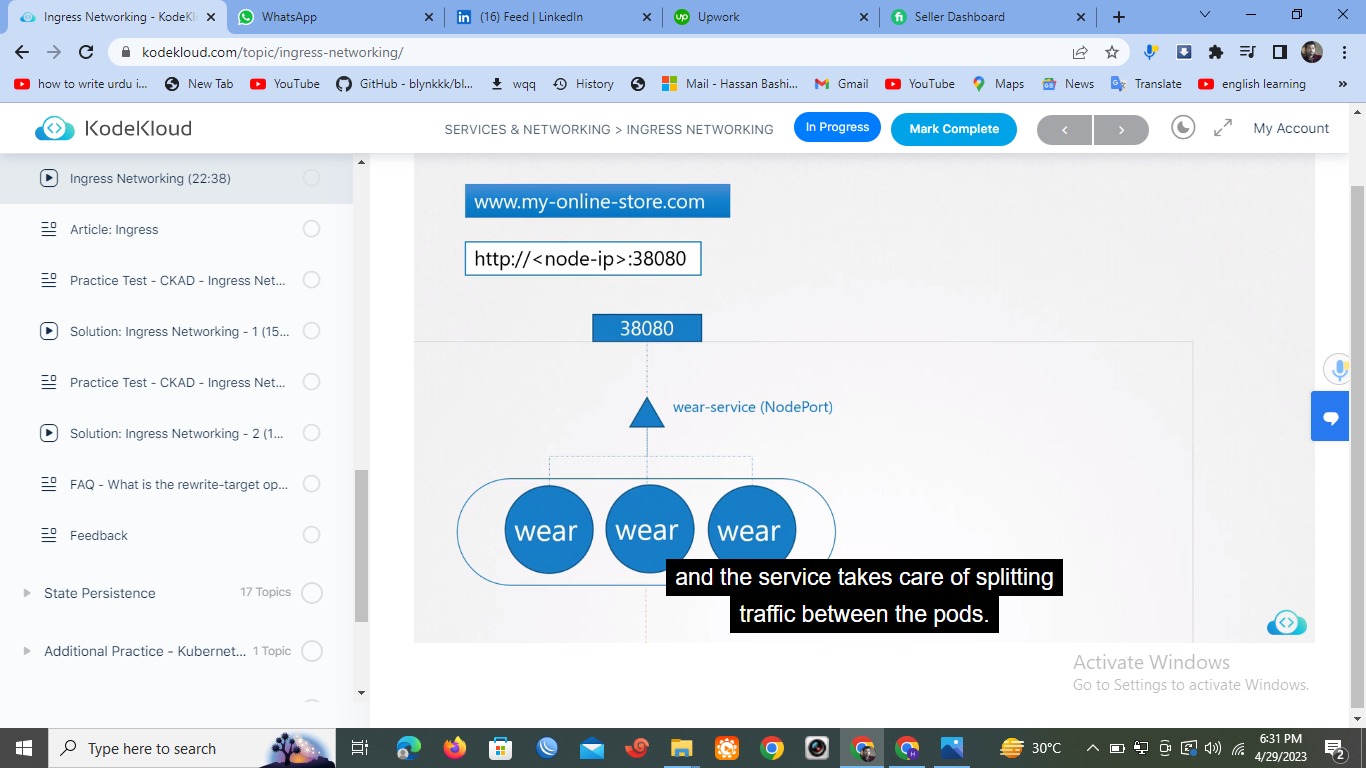 Ingress Networking - KodeKl
WhatsApp
(16) Feed | LinkedIn
Upwork
Seller Dashboard
kodekloud.com/topic/ingress-networking/
how to write urdu i...
New Tab
YouTube
GitHub - blynkkk/bl...
wqq
History
Mail - Hassan Bashi...
Gmail
YouTube
Maps
News
Translate
english learning
KodeKloud
SERVICES & NETWORKING > INGRESS NETWORKING
In Progress
Mark Complete
My Account
Ingress Networking (22:38)
Article: Ingress
Practice Test - CKAD - Ingress Net...
Solution: Ingress Networking - 1 (15...
Practice Test - CKAD - Ingress Net...
Solution: Ingress Networking - 2 (1...
FAQ - What is the rewrite-target op...
Feedback
State Persistence 17 Topics
Additional Practice - Kubernet... 1 Topic
www.my-online-store.com
http://<node-ip>:38080
38080
wear-service (NodePort)
wear wear wear
and the service takes care of splitting
traffic between the pods.
Activate Windows
Go to Settings to activate Windows.
Type here to search
30°C
6:31 PM
4/29/2023
2